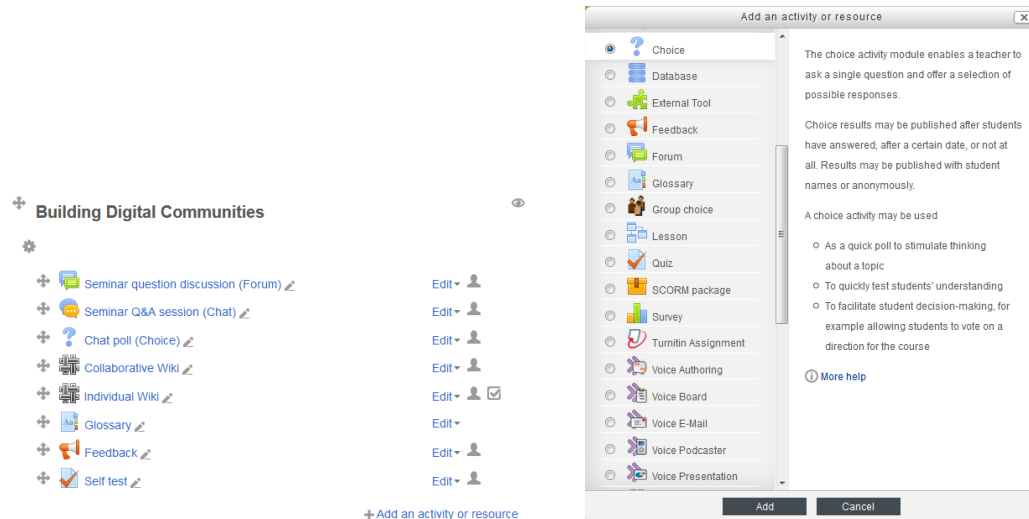 Building Digital Communities
Seminar question discussion (Forum) Edit
Seminar Q&A session (Chat) Edit
Chat poll (Choice) Edit
Collaborative Wiki Edit
Individual Wiki Edit
Glossary Edit
Feedback Edit
Self test Edit
Add an activity or resource
Add an activity or resource
Choice
Database
External Tool
Feedback
Forum
Glossary
Group choice
Lesson
Quiz
SCORM package
Survey
Turnitin Assignment
Voice Authoring
Voice Board
Voice E-Mail
Voice Podcaster
Voice Presentation
The choice activity module enables a teacher to
ask a single question and offer a selection of
possible responses.
Choice results may be published after students
have answered, after a certain date, or not at
all. Results may be published with student
names or anonymously.
A choice activity may be used
As a quick poll to stimulate thinking
about a topic
To quickly test students' understanding
To facilitate student decision-making, for
example allowing students to vote on a
direction for the course
More help
Add Cancel